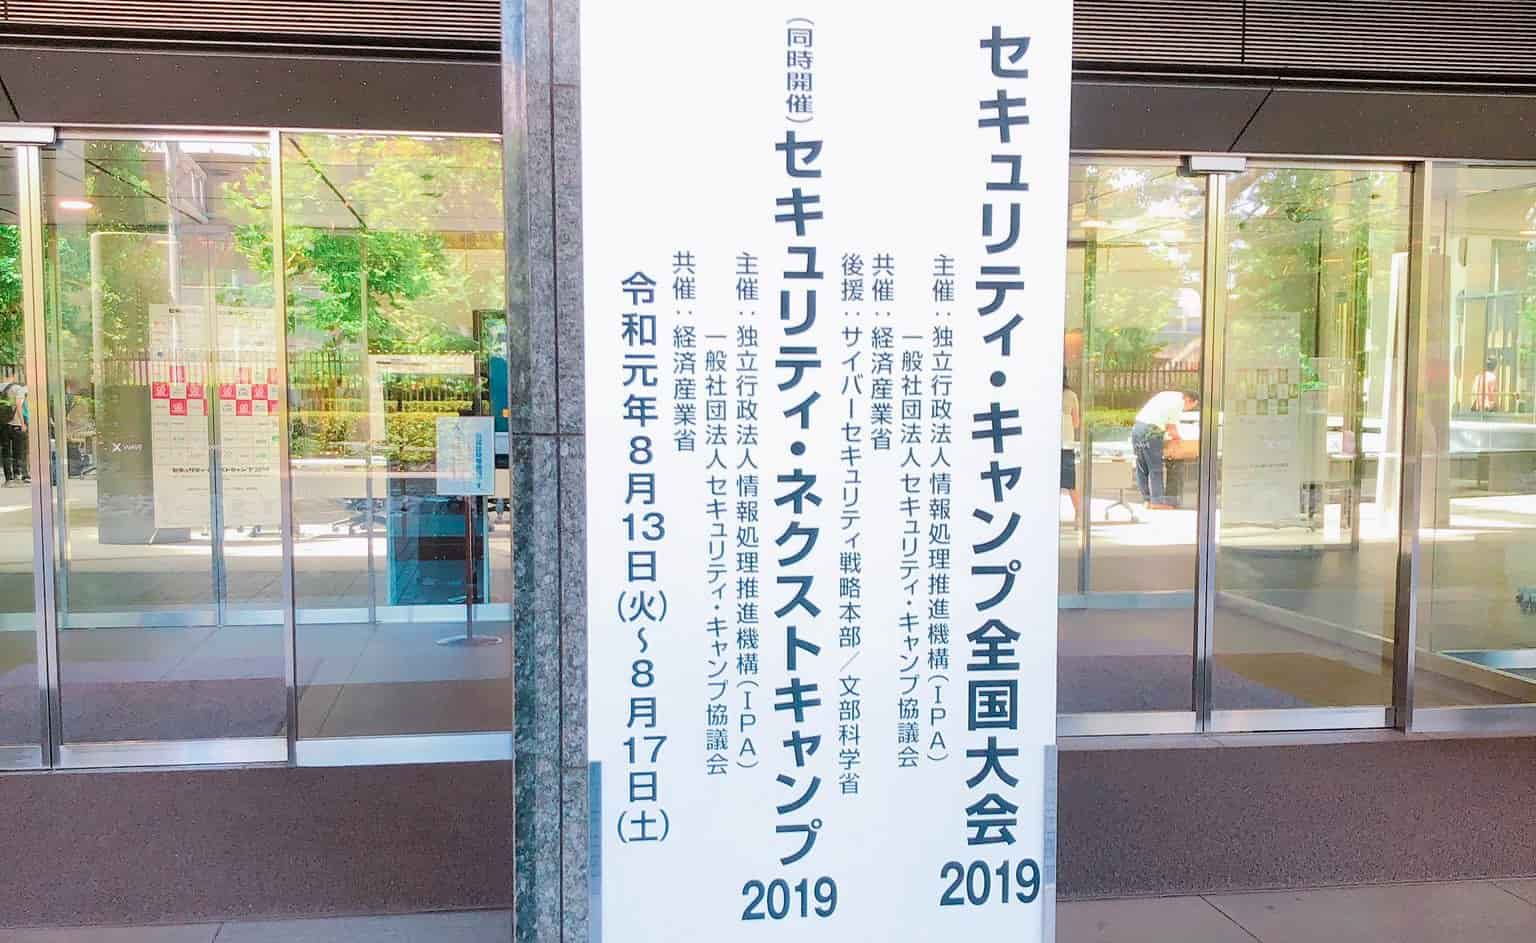 セキュリティ・キャンプ全国大会2019
主催：独立行政法人情報処理推進機構（IPA）
一般社団法人セキュリティ・キャンプ協議会
共催：経済産業省
後援：サイバーセキュリティ戦略本部／文部科学省
（同時開催）セキュリティ・ネクストキャンプ2019
主催：独立行政法人情報処理推進機構（IPA）
一般社団法人セキュリティ・キャンプ協議会
共催：経済産業省
令和元年8月13日（火）～8月17日（土）